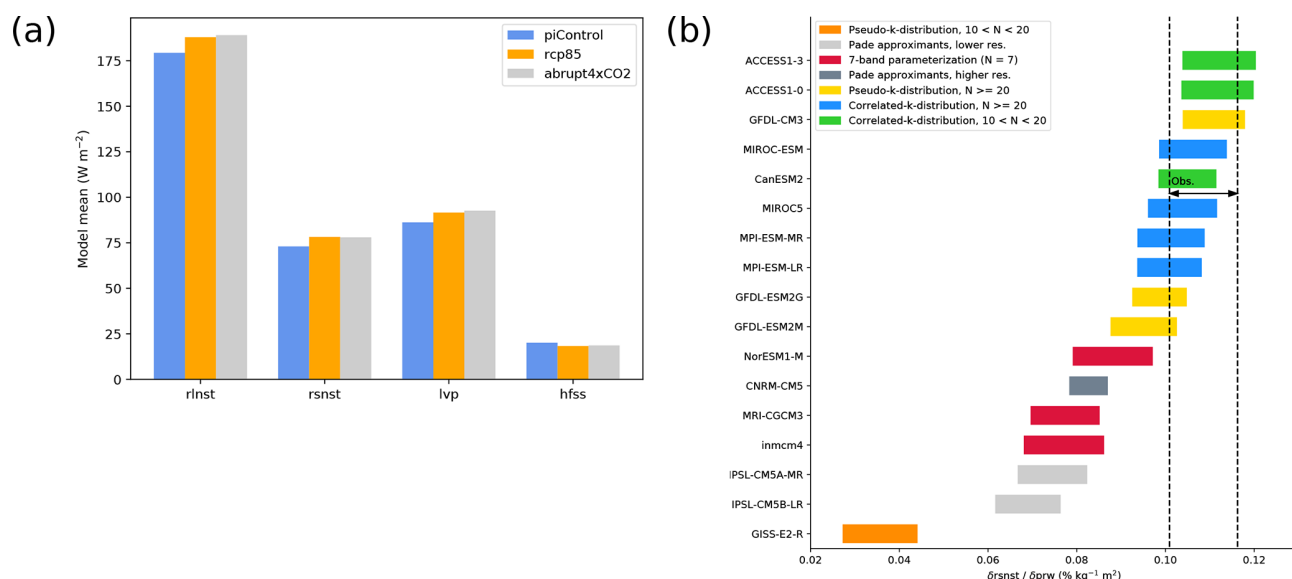 (a)
piControl
rcp85
abrupt4xCO2
175
150
125
100
75
50
25
0
Model mean (W m⁻²)
rlnst
rsnst
lvp
hfss
(b)
Pseudo-k-distribution, 10 < N < 20
Pade approximants, lower res.
7-band parameterization (N = 7)
Pade approximants, higher res.
Pseudo-k-distribution, N >= 20
Correlated-k-distribution, N >= 20
Correlated-k-distribution, 10 < N < 20
ACCESS1-3
ACCESS1-0
GFDL-CM3
MIROC-ESM
CanESM2
Obs.
MIROC5
MPI-ESM-MR
MPI-ESM-LR
GFDL-ESM2G
GFDL-ESM2M
NorESM1-M
CNRM-CM5
MRI-CGCM3
inmcm4
IPSL-CM5A-MR
IPSL-CM5B-LR
GISS-E2-R
0.02 0.04 0.06 0.08 0.10 0.12
δrsnst / δprw (% kg⁻¹ m²)